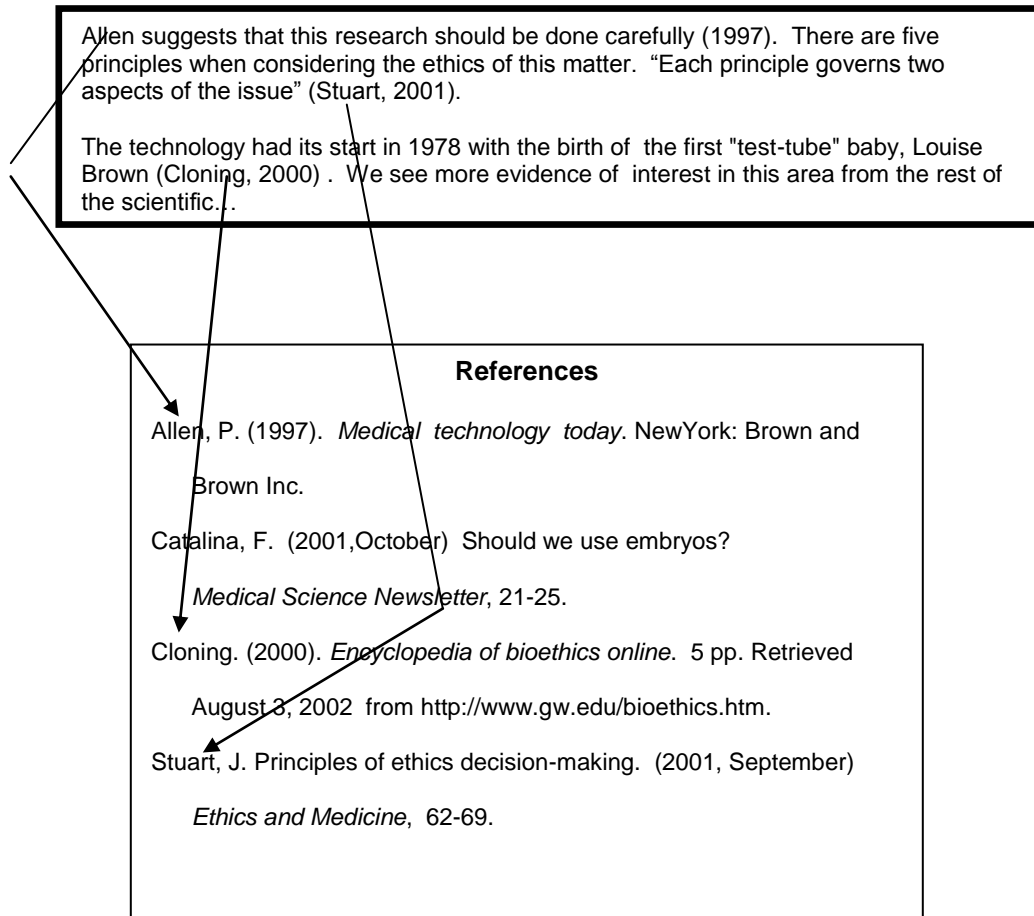 Allen suggests that this research should be done carefully (1997). There are five
principles when considering the ethics of this matter. “Each principle governs two
aspects of the issue” (Stuart, 2001).
The technology had its start in 1978 with the birth of the first "test-tube" baby, Louise
Brown (Cloning, 2000) . We see more evidence of interest in this area from the rest of
the scientific…
References
Allen, P. (1997). Medical technology today. NewYork: Brown and
Brown Inc.
Catalina, F. (2001,October) Should we use embryos?
Medical Science Newsletter, 21-25.
Cloning. (2000). Encyclopedia of bioethics online. 5 pp. Retrieved
August 3, 2002 from http://www.gw.edu/bioethics.htm.
Stuart, J. Principles of ethics decision-making. (2001, September)
Ethics and Medicine, 62-69.